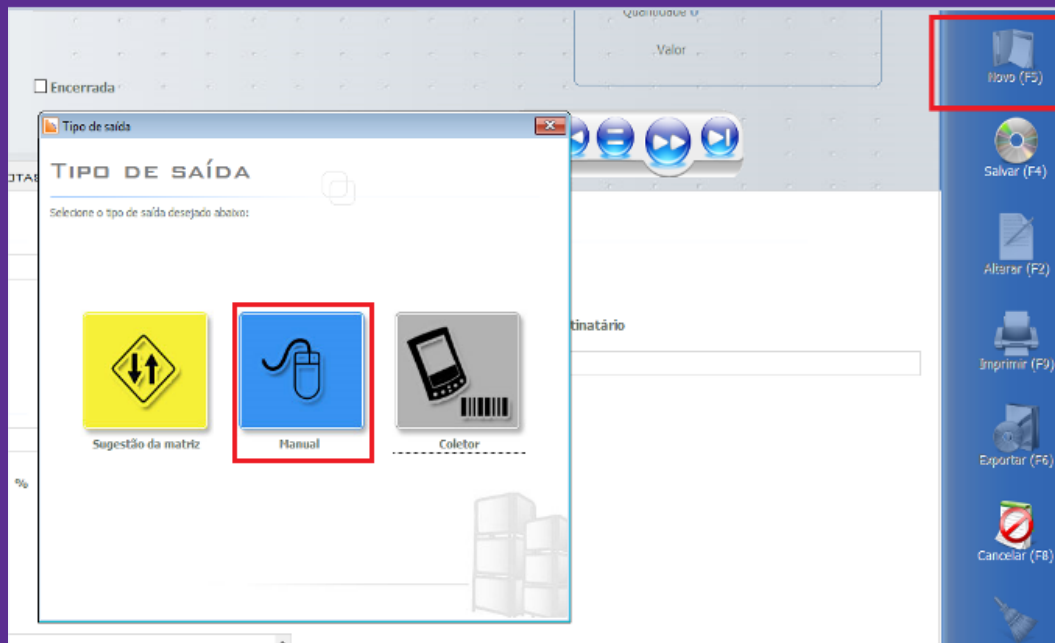 Quantidade 0
Valor
Novo (F5)
Encerrada
Tipo de saída
Salvar (F4)
TIPO DE SAÍDA
Selecione o tipo de saída desejado abaixo:
Alterar (F2)
tinatário
Imprimir (F9)
Sugestão da matriz
Manual
Coletor
Exportar (F6)
%
Cancelar (F8)